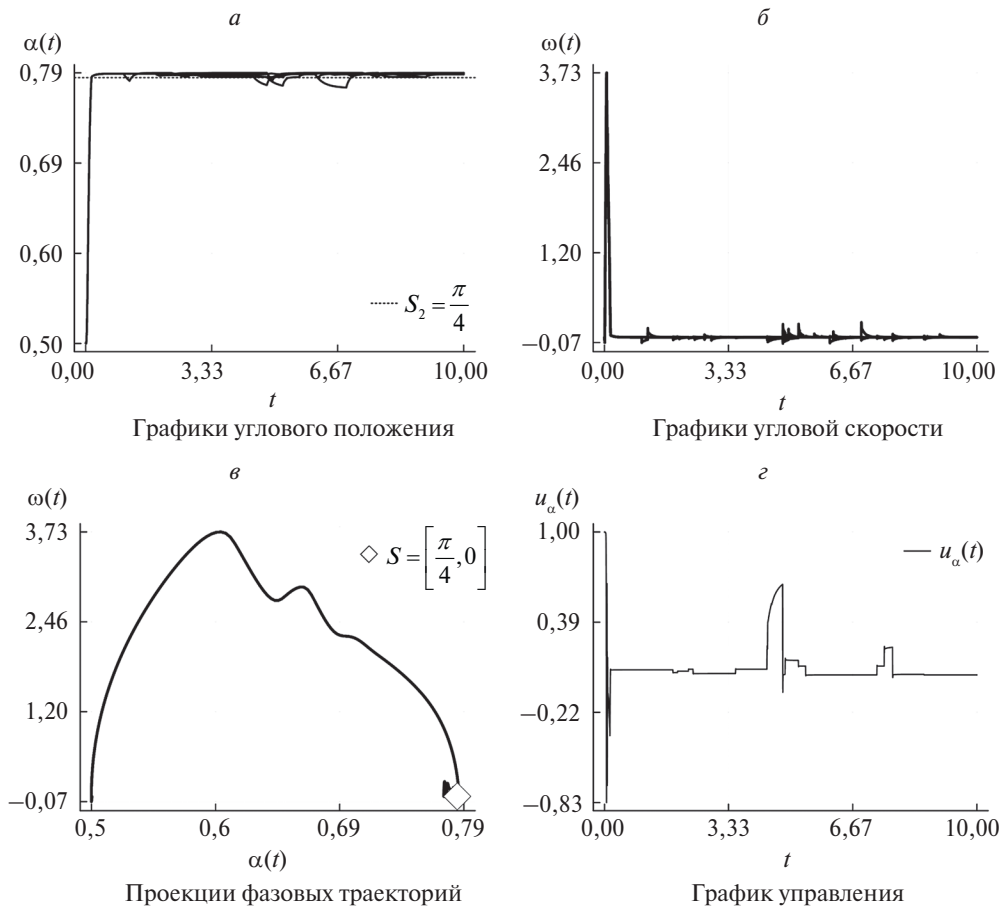 а
α(t)
0,79
0,69
0,60
0,50
0,00
3,33
6,67
10,00
t
S₂ = π/4
Графики углового положения
б
ω(t)
3,73
2,46
1,20
−0,07
0,00
3,33
6,67
10,00
t
Графики угловой скорости
в
ω(t)
3,73
2,46
1,20
−0,07
0,5
0,6
0,69
0,79
α(t)
S = [π/4, 0]
Проекции фазовых траекторий
г
uα(t)
1,00
0,39
−0,22
−0,83
0,00
3,33
6,67
10,00
t
uα(t)
График управления